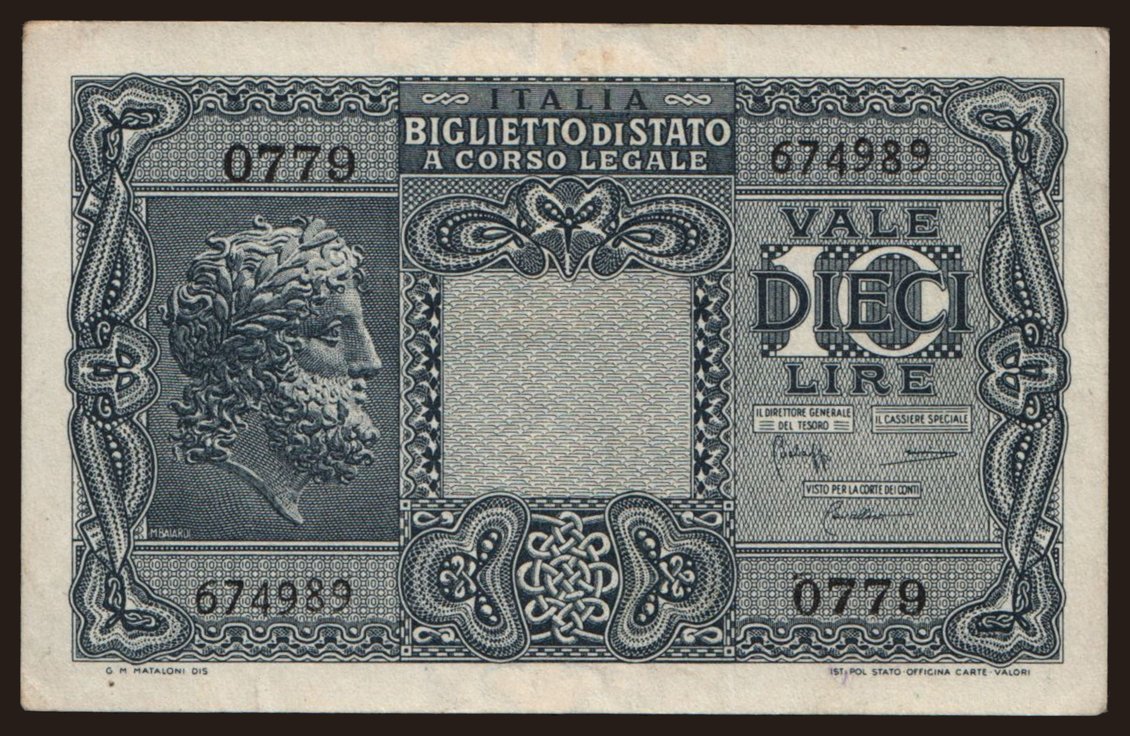 ITALIA
BIGLIETTO DI STATO
A CORSO LEGALE
0779
674989
VALE
10
DIECI
LIRE
IL DIRETTORE GENERALE
DEL TESORO
IL CASSIERE SPECIALE
VISTO PER LA CORTE DEI CONTI
M.BAIARDI
674989
0779
G. M. MATALONI DIS
IST. POL. STATO-OFFICINA CARTE-VALORI